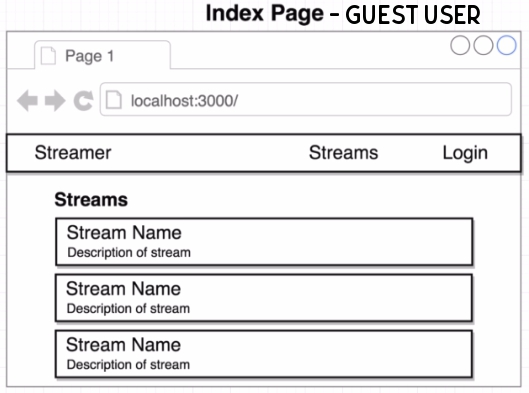 Index Page - GUEST USER
Page 1
localhost:3000/
Streamer Streams Login
Streams
Stream Name
Description of stream
Stream Name
Description of stream
Stream Name
Description of stream